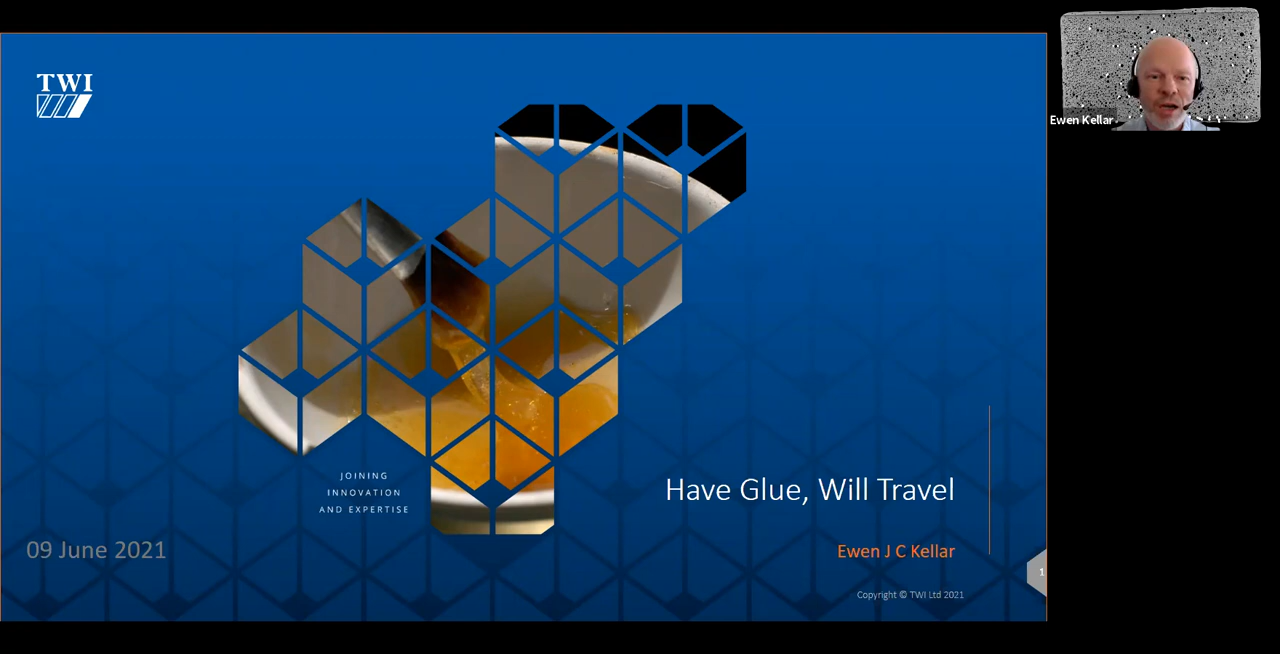 TWI
JOINING
INNOVATION
AND EXPERTISE
Have Glue, Will Travel
09 June 2021
Ewen J C Kellar
1
Copyright © TWI Ltd 2021
Ewen Kellar